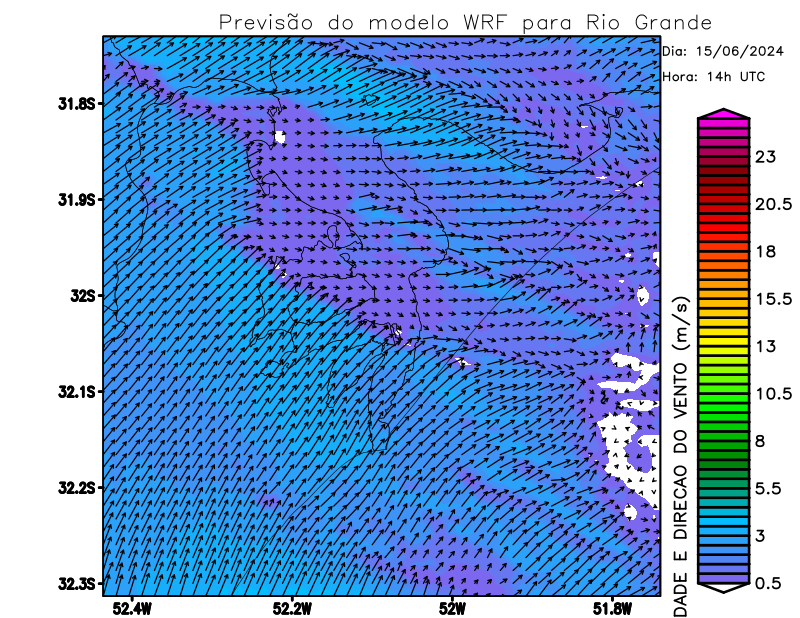 Previsão do modelo WRF para Rio Grande
Dia: 15/06/2024
Hora: 14h UTC
31.8S
31.9S
32S
32.1S
32.2S
32.3S
52.4W
52.2W
52W
51.8W
DADE E DIRECAO DO VENTO (m/s)
23
20.5
18
15.5
13
10.5
8
5.5
3
0.5